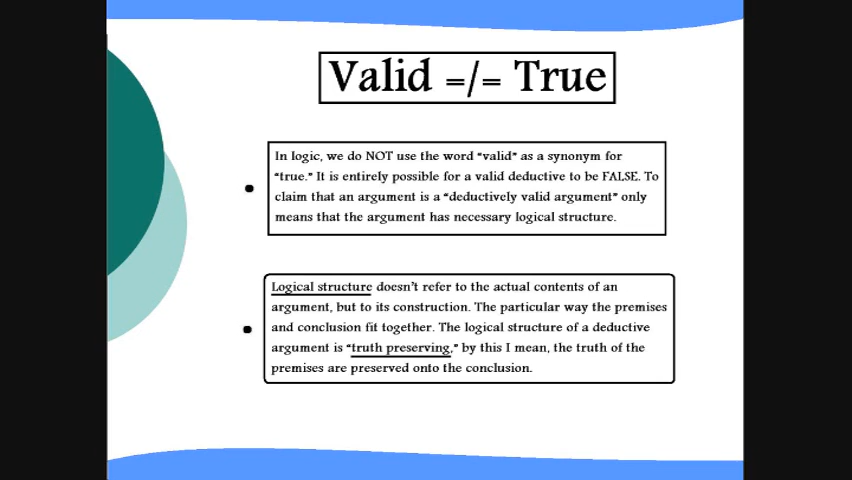 Valid =/= True
In logic, we do NOT use the word “valid” as a synonym for
“true.” It is entirely possible for a valid deductive to be FALSE. To
claim that an argument is a “deductively valid argument” only
means that the argument has necessary logical structure.
Logical structure doesn’t refer to the actual contents of an
argument, but to its construction. The particular way the premises
and conclusion fit together. The logical structure of a deductive
argument is “truth preserving,” by this I mean, the truth of the
premises are preserved onto the conclusion.